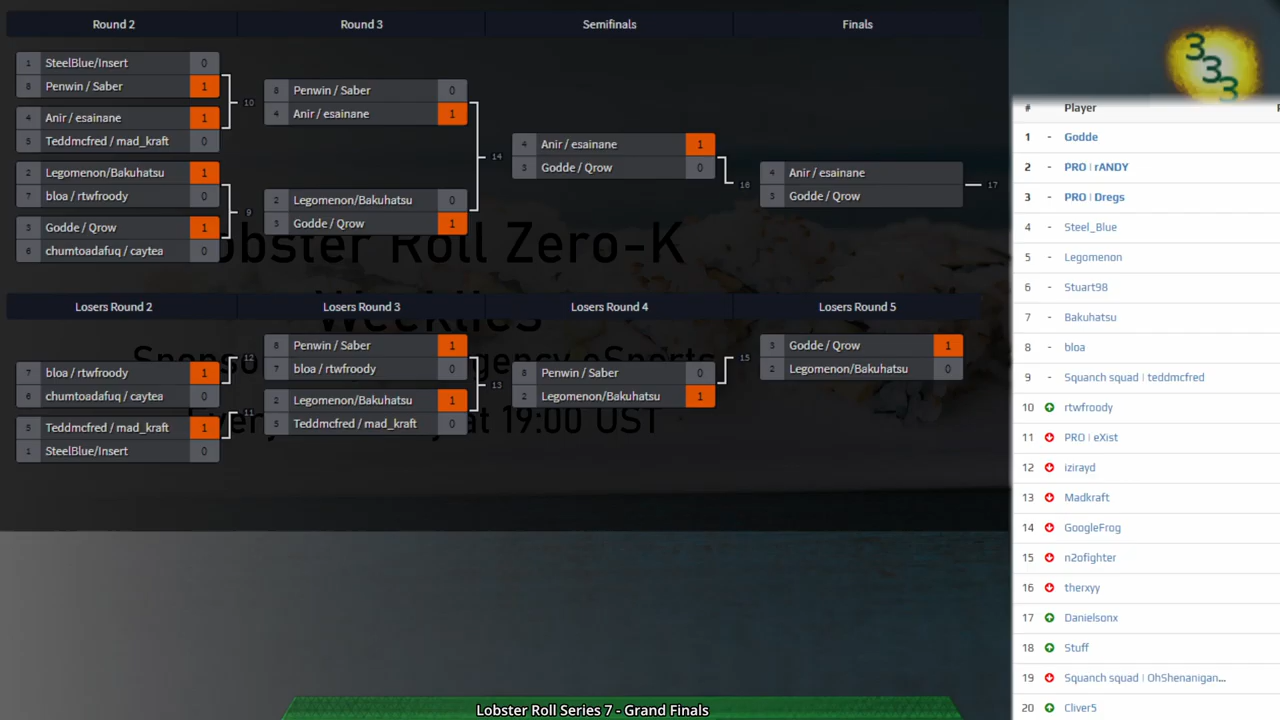 Round 2
Round 3
Semifinals
Finals
1 SteelBlue/Insert 0
8 Penwin / Saber 1
4 Anir / esainane 1
5 Teddmcfred / mad_kraft 0
10
2 Legomenon/Bakuhatsu 1
7 bloa / rtwfroody 0
3 Godde / Qrow 1
6 chumtoadafuq / caytea 0
9
8 Penwin / Saber 0
4 Anir / esainane 1
2 Legomenon/Bakuhatsu 0
3 Godde / Qrow 1
14
4 Anir / esainane 1
3 Godde / Qrow 0
16
4 Anir / esainane
3 Godde / Qrow
17
Lobster Roll Zero-K
Losers Round 2
Losers Round 3
Losers Round 4
Losers Round 5
7 bloa / rtwfroody 1
6 chumtoadafuq / caytea 0
12
5 Teddmcfred / mad_kraft 1
1 SteelBlue/Insert 0
11
8 Penwin / Saber 1
7 bloa / rtwfroody 0
2 Legomenon/Bakuhatsu 1
5 Teddmcfred / mad_kraft 0
13
8 Penwin / Saber 0
2 Legomenon/Bakuhatsu 1
15
3 Godde / Qrow 1
2 Legomenon/Bakuhatsu 0
at 19:00 UST
333
# Player
1 - Godde
2 - PRO | rANDY
3 - PRO | Dregs
4 - Steel_Blue
5 - Legomenon
6 - Stuart98
7 - Bakuhatsu
8 - bloa
9 - Squanch squad | teddmcfred
10 rtwfroody
11 PRO | eXist
12 izirayd
13 Madkraft
14 GoogleFrog
15 n2ofighter
16 therxyy
17 Danielsonx
18 Stuff
19 Squanch squad | OhShenanigan...
20 Cliver5
Lobster Roll Series 7 - Grand Finals